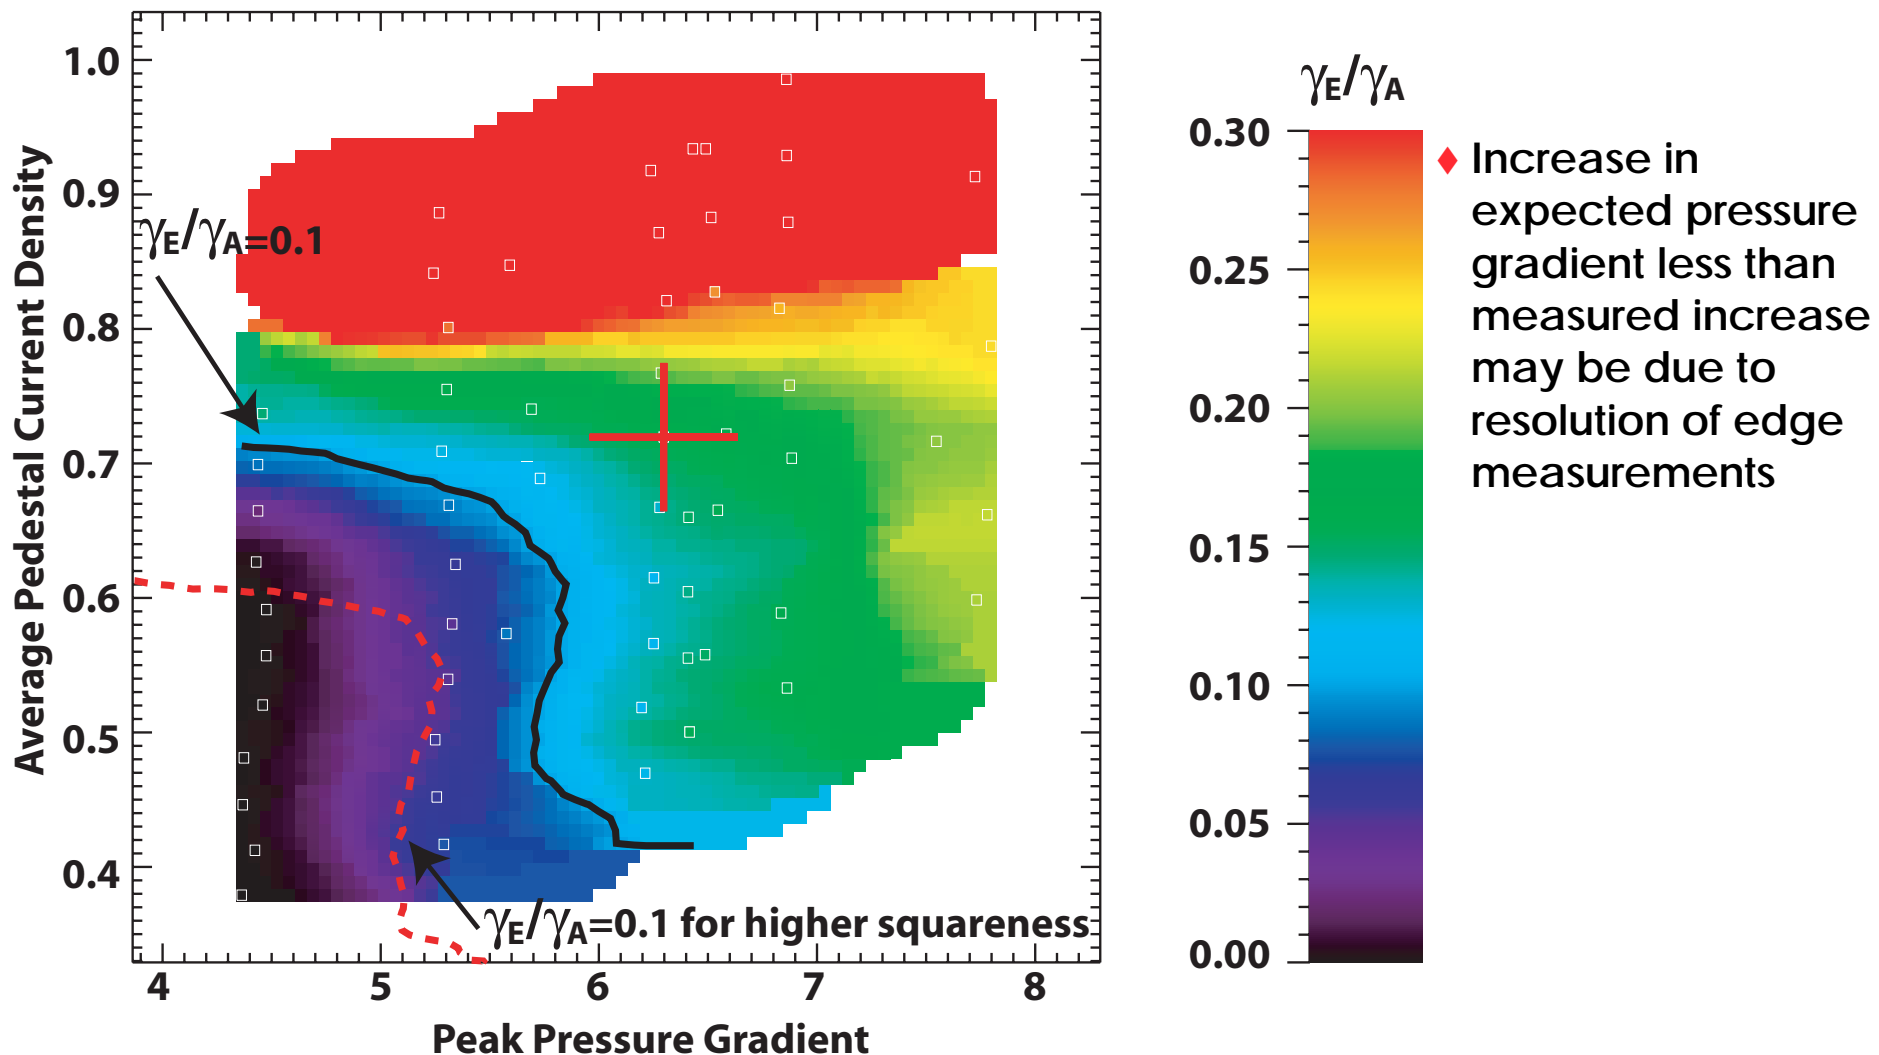 1.0
0.9
0.8
0.7
0.6
0.5
0.4
Average Pedestal Current Density
4
5
6
7
8
Peak Pressure Gradient
γE/γA=0.1
γE/γA=0.1 for higher squareness
γE/γA
0.30
0.25
0.20
0.15
0.10
0.05
0.00
♦ Increase in
expected pressure
gradient less than
measured increase
may be due to
resolution of edge
measurements